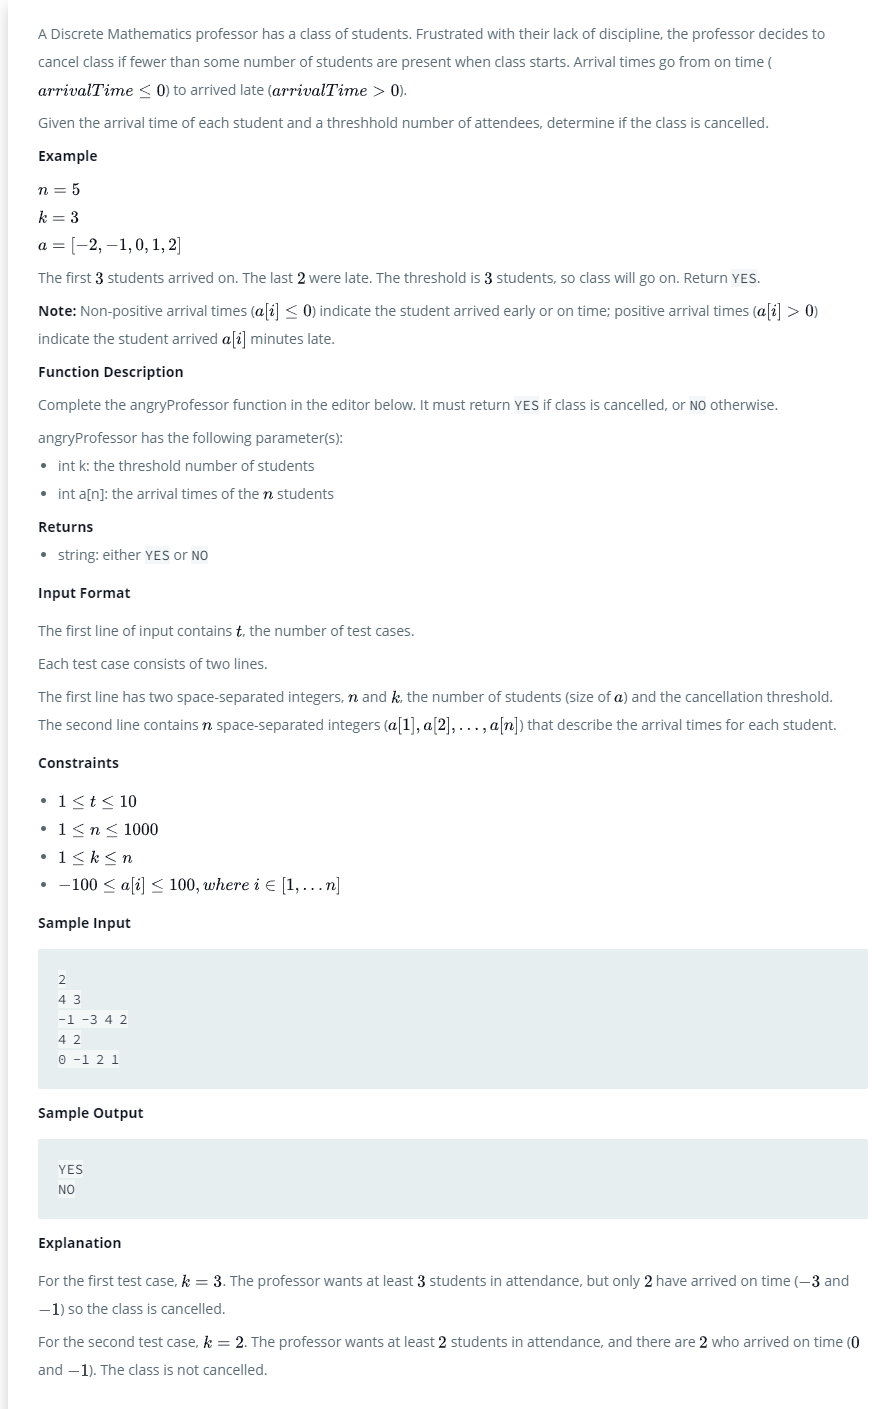 A Discrete Mathematics professor has a class of students. Frustrated with their lack of discipline, the professor decides to
cancel class if fewer than some number of students are present when class starts. Arrival times go from on time (
arrivalTime ≤ 0) to arrived late (arrivalTime > 0).
Given the arrival time of each student and a threshhold number of attendees, determine if the class is cancelled.
Example
n = 5
k = 3
a = [−2, −1, 0, 1, 2]
The first 3 students arrived on. The last 2 were late. The threshold is 3 students, so class will go on. Return YES.
Note: Non-positive arrival times (a[i] ≤ 0) indicate the student arrived early or on time; positive arrival times (a[i] > 0)
indicate the student arrived a[i] minutes late.
Function Description
Complete the angryProfessor function in the editor below. It must return YES if class is cancelled, or NO otherwise.
angryProfessor has the following parameter(s):
• int k: the threshold number of students
• int a[n]: the arrival times of the n students
Returns
• string: either YES or NO
Input Format
The first line of input contains t, the number of test cases.
Each test case consists of two lines.
The first line has two space-separated integers, n and k, the number of students (size of a) and the cancellation threshold.
The second line contains n space-separated integers (a[1], a[2], . . . , a[n]) that describe the arrival times for each student.
Constraints
• 1 ≤ t ≤ 10
• 1 ≤ n ≤ 1000
• 1 ≤ k ≤ n
• −100 ≤ a[i] ≤ 100, where i ∈ [1, . . . n]
Sample Input
2
4 3
-1 -3 4 2
4 2
0 -1 2 1
Sample Output
YES
NO
Explanation
For the first test case, k = 3. The professor wants at least 3 students in attendance, but only 2 have arrived on time (−3 and
−1) so the class is cancelled.
For the second test case, k = 2. The professor wants at least 2 students in attendance, and there are 2 who arrived on time (0
and −1). The class is not cancelled.